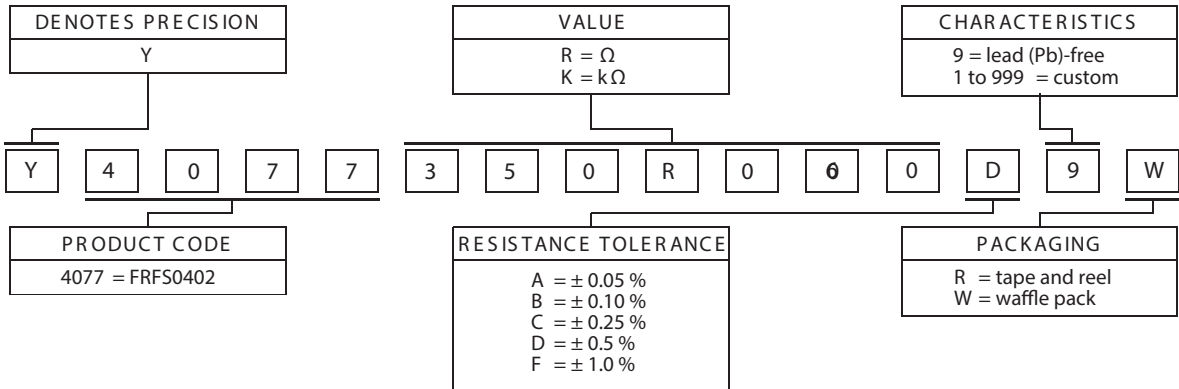 DENOTES PRECISION
Y
VALUE
R = Ω
K = kΩ
CHARACTERISTICS
9 = lead (Pb)-free
1 to 999 = custom
Y 4 0 7 7 3 5 0 R 0 0 D 9 W
PRODUCT CODE
4077 = FRFS0402
RESISTANCE TOLERANCE
A = ± 0.05 %
B = ± 0.10 %
C = ± 0.25 %
D = ± 0.5 %
F = ± 1.0 %
PACKAGING
R = tape and reel
W = waffle pack